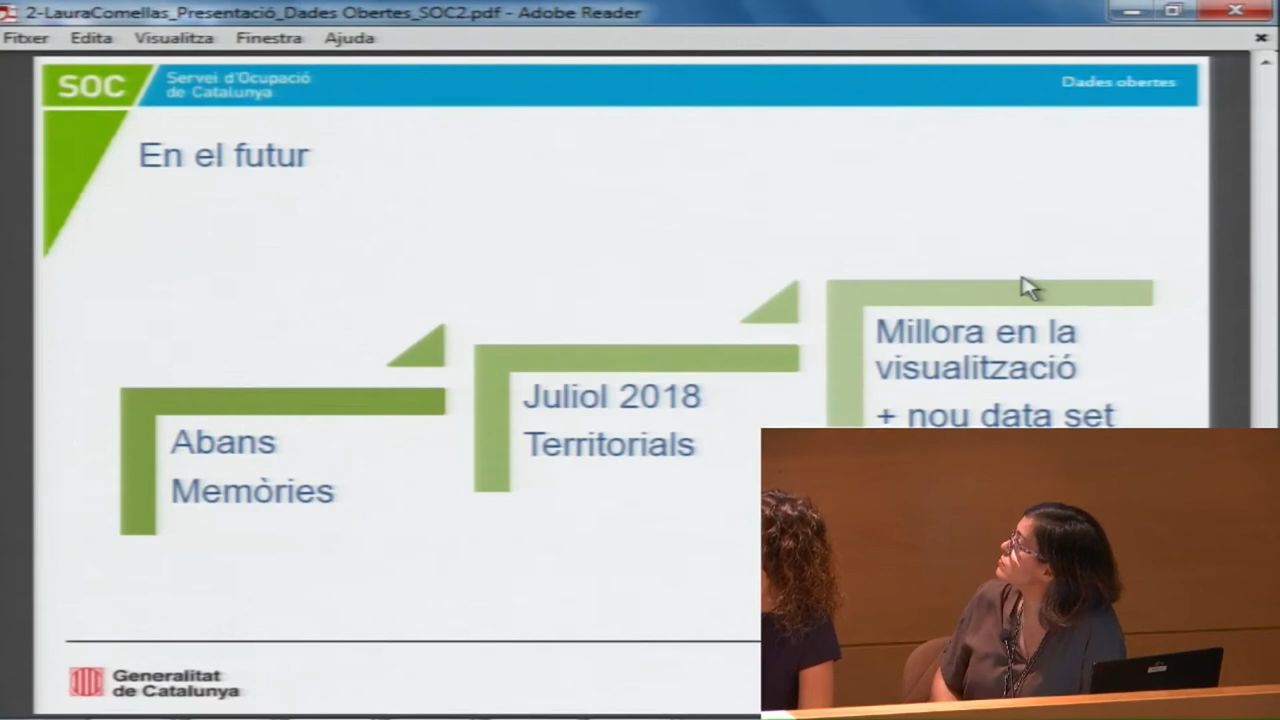 2-LauraComellas_Presentació_Dades Obertes_SOC2.pdf - Adobe Reader
Fitxer Edita Visualitza Finestra Ajuda
SOC
Servei d'Ocupació
de Catalunya
Dades obertes
En el futur
Abans
Memòries
Juliol 2018
Territorials
Millora en la
visualització
+ nou data set
Generalitat
de Catalunya